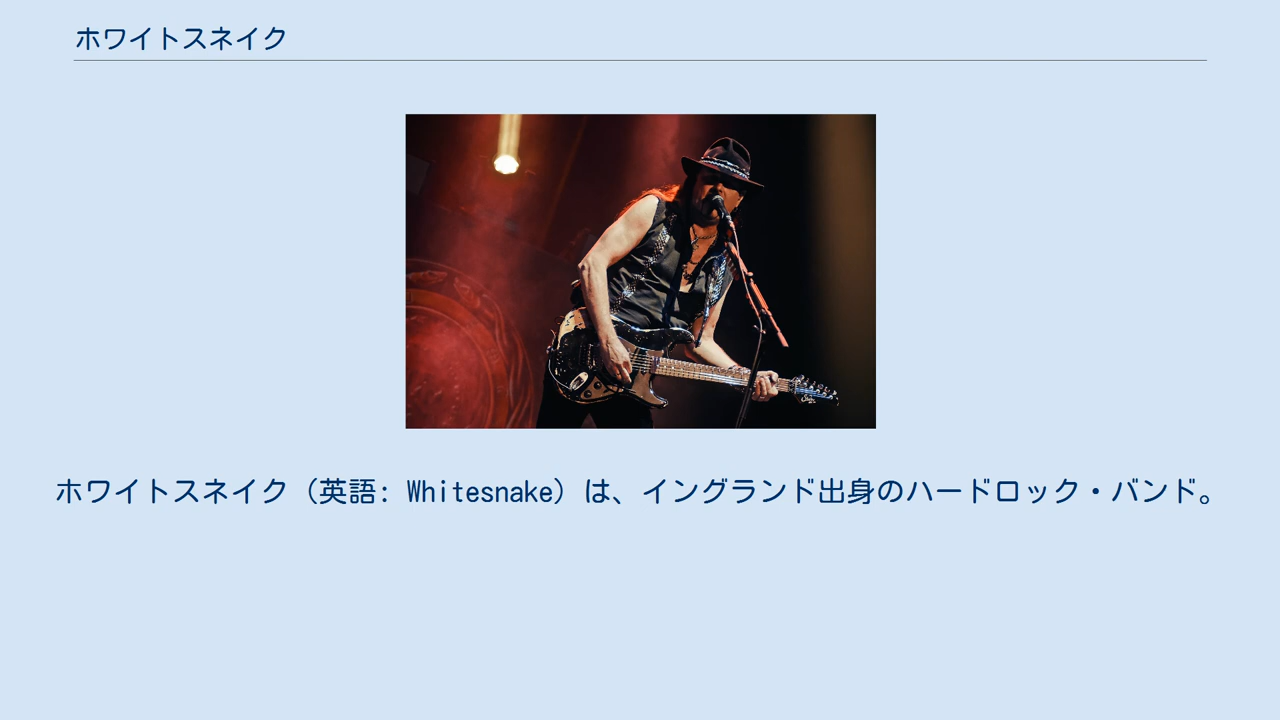 ホワイトスネイク
ホワイトスネイク（英語: Whitesnake）は、イングランド出身のハードロック・バンド。